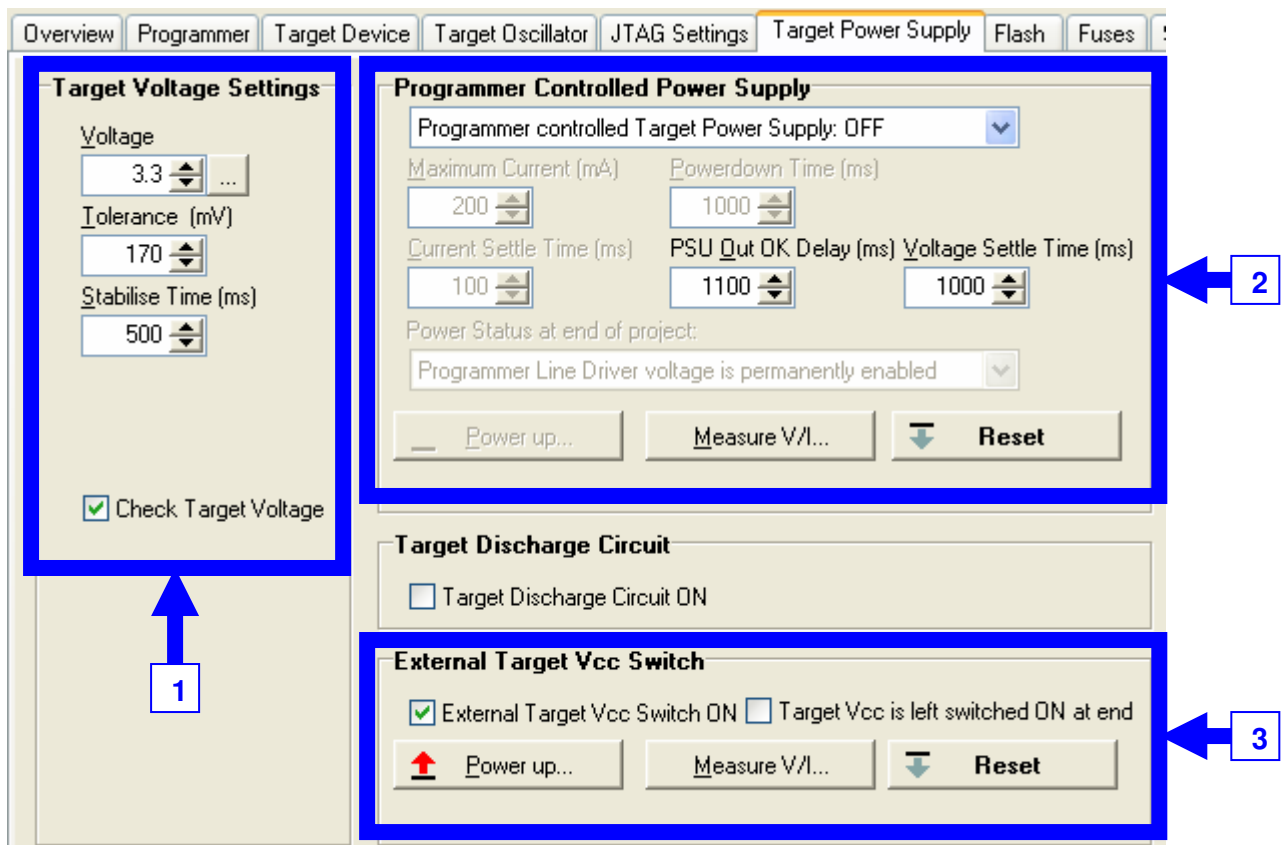 Overview Programmer Target Device Target Oscillator JTAG Settings Target Power Supply Flash Fuses
Target Voltage Settings
Voltage
3.3 ...
Tolerance (mV)
170
Stabilise Time (ms)
500
Check Target Voltage
1
Programmer Controlled Power Supply
Programmer controlled Target Power Supply: OFF
Maximum Current (mA) Powerdown Time (ms)
200 1000
Current Settle Time (ms) PSU Out OK Delay (ms) Voltage Settle Time (ms)
100 1100 1000
Power Status at end of project:
Programmer Line Driver voltage is permanently enabled
Power up... Measure V/I... Reset
2
Target Discharge Circuit
Target Discharge Circuit ON
External Target Vcc Switch
External Target Vcc Switch ON Target Vcc is left switched ON at end
Power up... Measure V/I... Reset
3